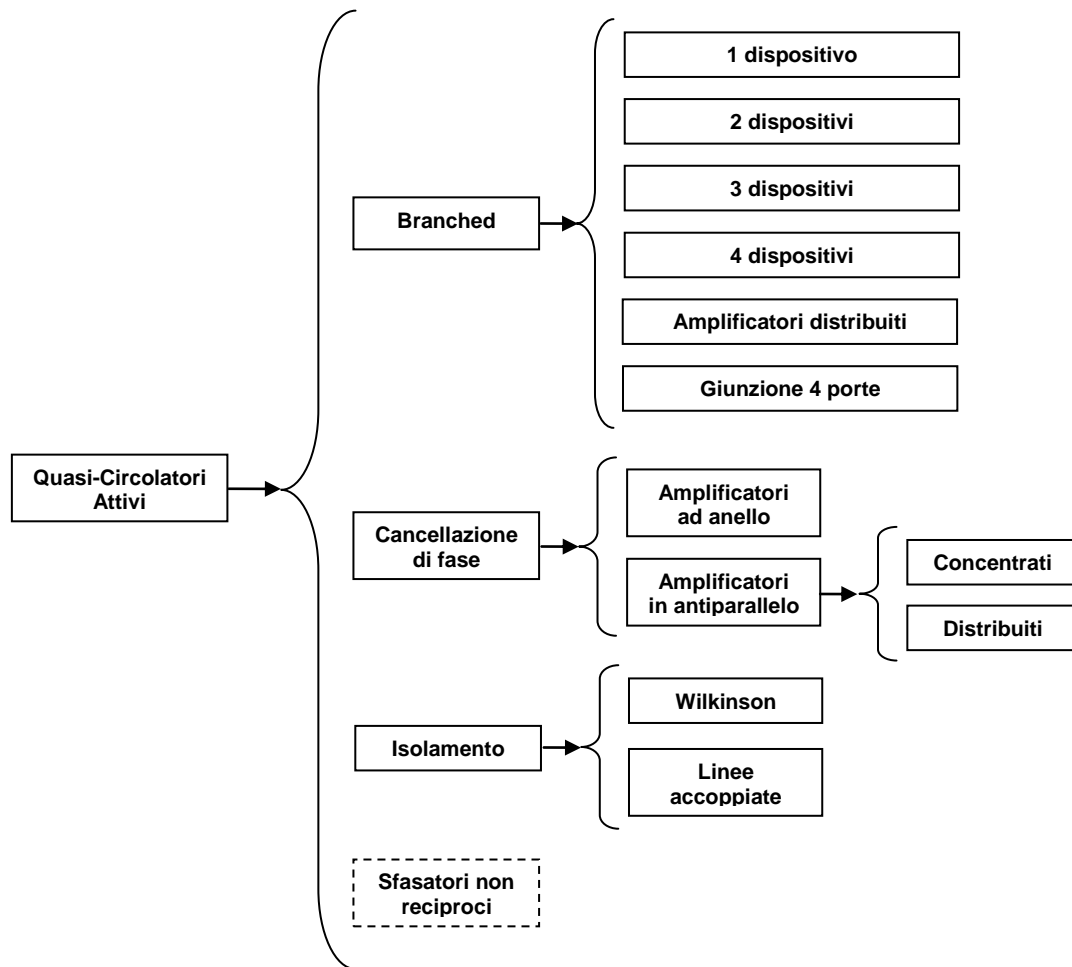 1 dispositivo
2 dispositivi
3 dispositivi
Branched
4 dispositivi
Amplificatori distribuiti
Giunzione 4 porte
Quasi-Circolatori
Attivi
Cancellazione
di fase
Amplificatori
ad anello
Amplificatori
in antiparallelo
Concentrati
Distribuiti
Isolamento
Wilkinson
Linee
accoppiate
Sfasatori non
reciproci